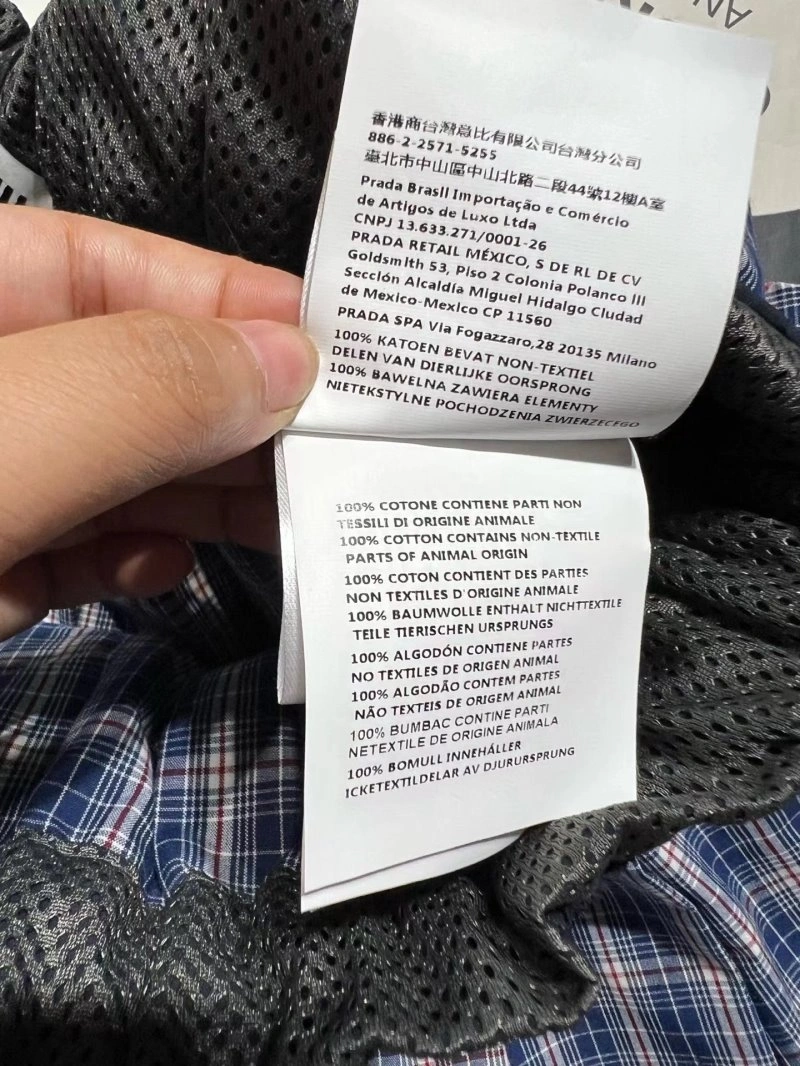 香港商台灣總比有限公司台灣分公司
886-2-2571-5255
臺北市中山區中山北路二段44號12樓A室
Prada Brasil Importação e Comércio
de Artigos de Luxo Ltda
CNPJ 13.633.271/0001-26
PRADA RETAIL MÉXICO, S DE RL DE CV
Goldsmith 53, Piso 2 Colonia Polanco III
Sección Alcaldía Miguel Hidalgo Ciudad
de Mexico-Mexico CP 11560
PRADA SPA Via Fogazzaro,28 20135 Milano
100% KATOEN BEVAT NON-TEXTIEL
DELEN VAN DIERLIJKE OORSPRONG
100% BAWELNA ZAWIERA ELEMENTY
NIETEKSTYLNE POCHODZENIA ZWIERZECEGO
100% COTONE CONTIENE PARTI NON
TESSILI DI ORIGINE ANIMALE
100% COTTON CONTAINS NON-TEXTILE
PARTS OF ANIMAL ORIGIN
100% COTON CONTIENT DES PARTIES
NON TEXTILES D'ORIGINE ANIMALE
100% BAUMWOLLE ENTHALT NICHTTEXTILE
TEILE TIERISCHEN URSPRUNGS
100% ALGODÓN CONTIENE PARTES
NO TEXTILES DE ORIGEN ANIMAL
100% ALGODÃO CONTEM PARTES
NÃO TEXTEIS DE ORIGEM ANIMAL
100% BUMBAC CONTINE PARTI
NETEXTILE DE ORIGINE ANIMALA
100% BOMULL INNEHÅLLER
ICKETEXTILDELAR AV DJURURSPRUNG